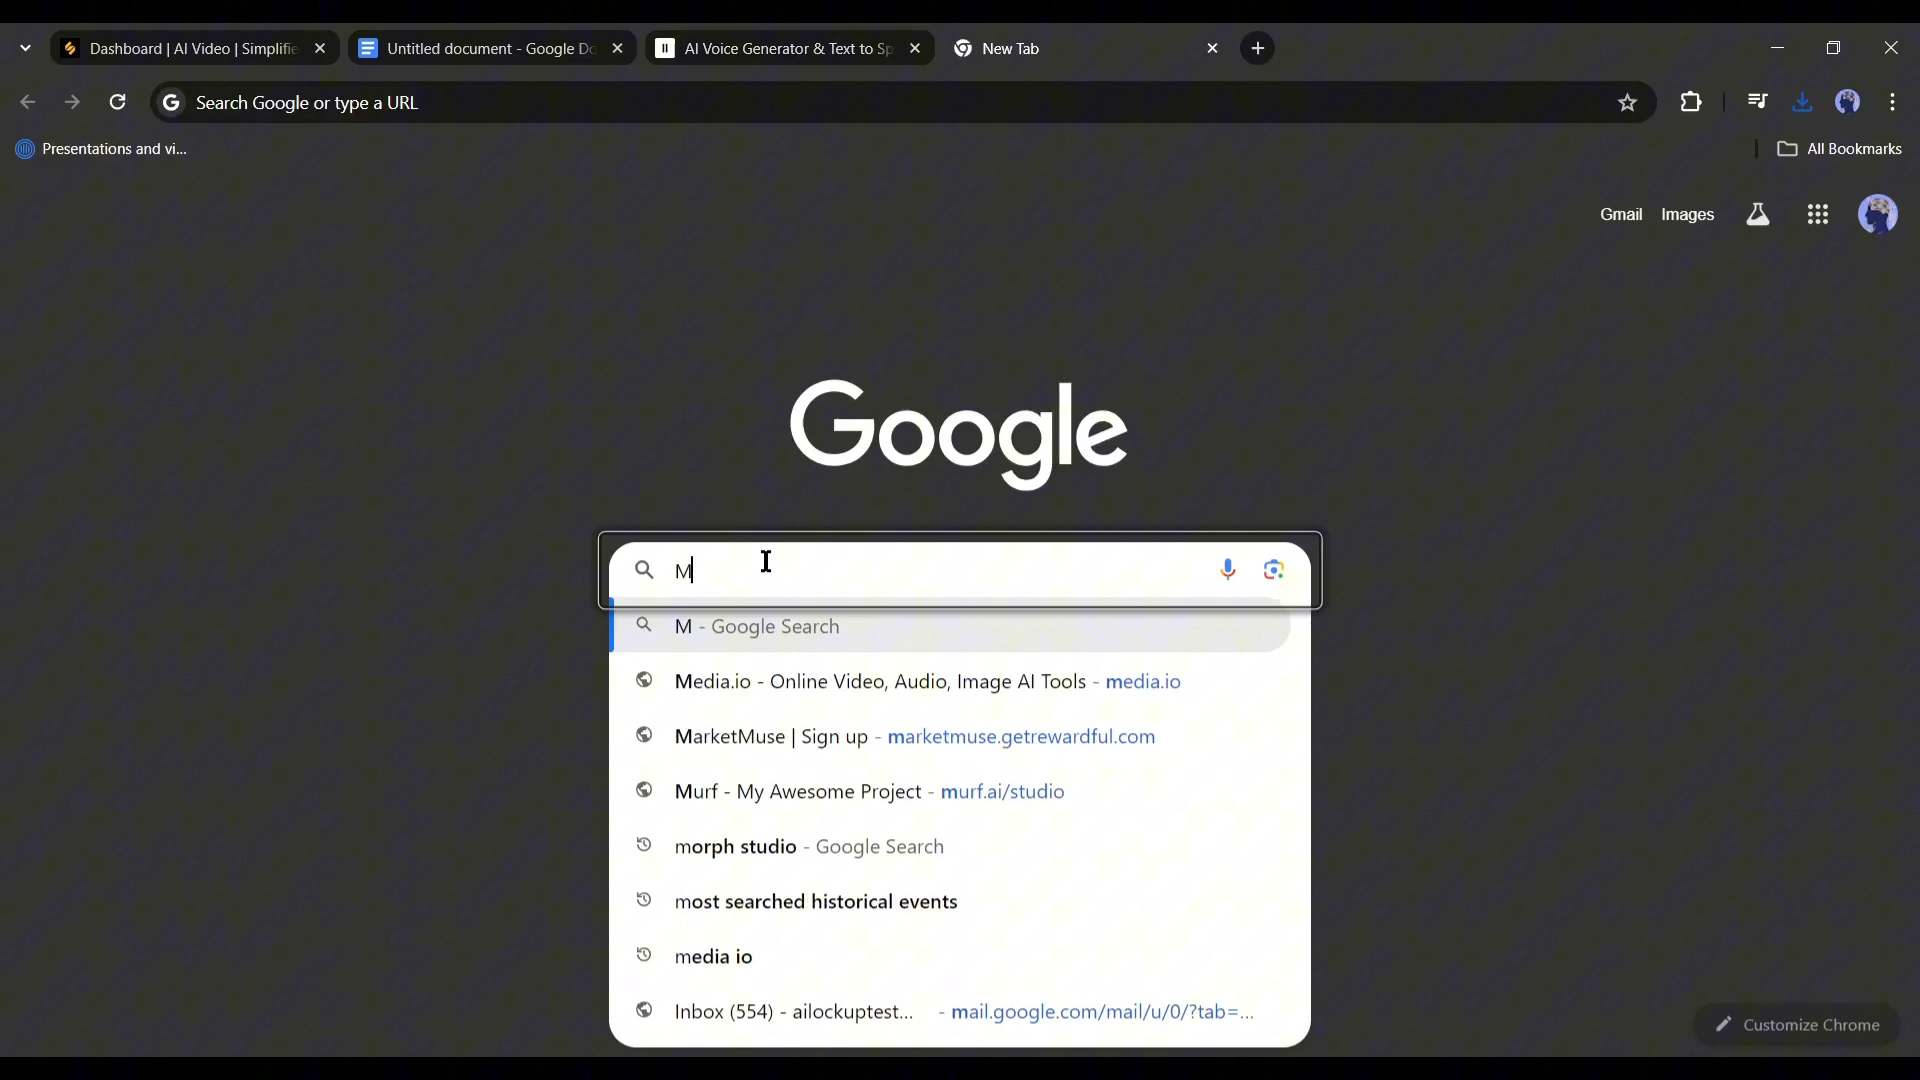 Dashboard | AI Video | Simplifie
Untitled document - Google Do
AI Voice Generator & Text to Sp
New Tab
Search Google or type a URL
Presentations and vi...
All Bookmarks
Gmail Images
Google
M
M - Google Search
Media.io - Online Video, Audio, Image AI Tools - media.io
MarketMuse | Sign up - marketmuse.getrewardful.com
Murf - My Awesome Project - murf.ai/studio
morph studio - Google Search
most searched historical events
media io
Inbox (554) - ailockuptest... - mail.google.com/mail/u/0/?tab=...
Customize Chrome